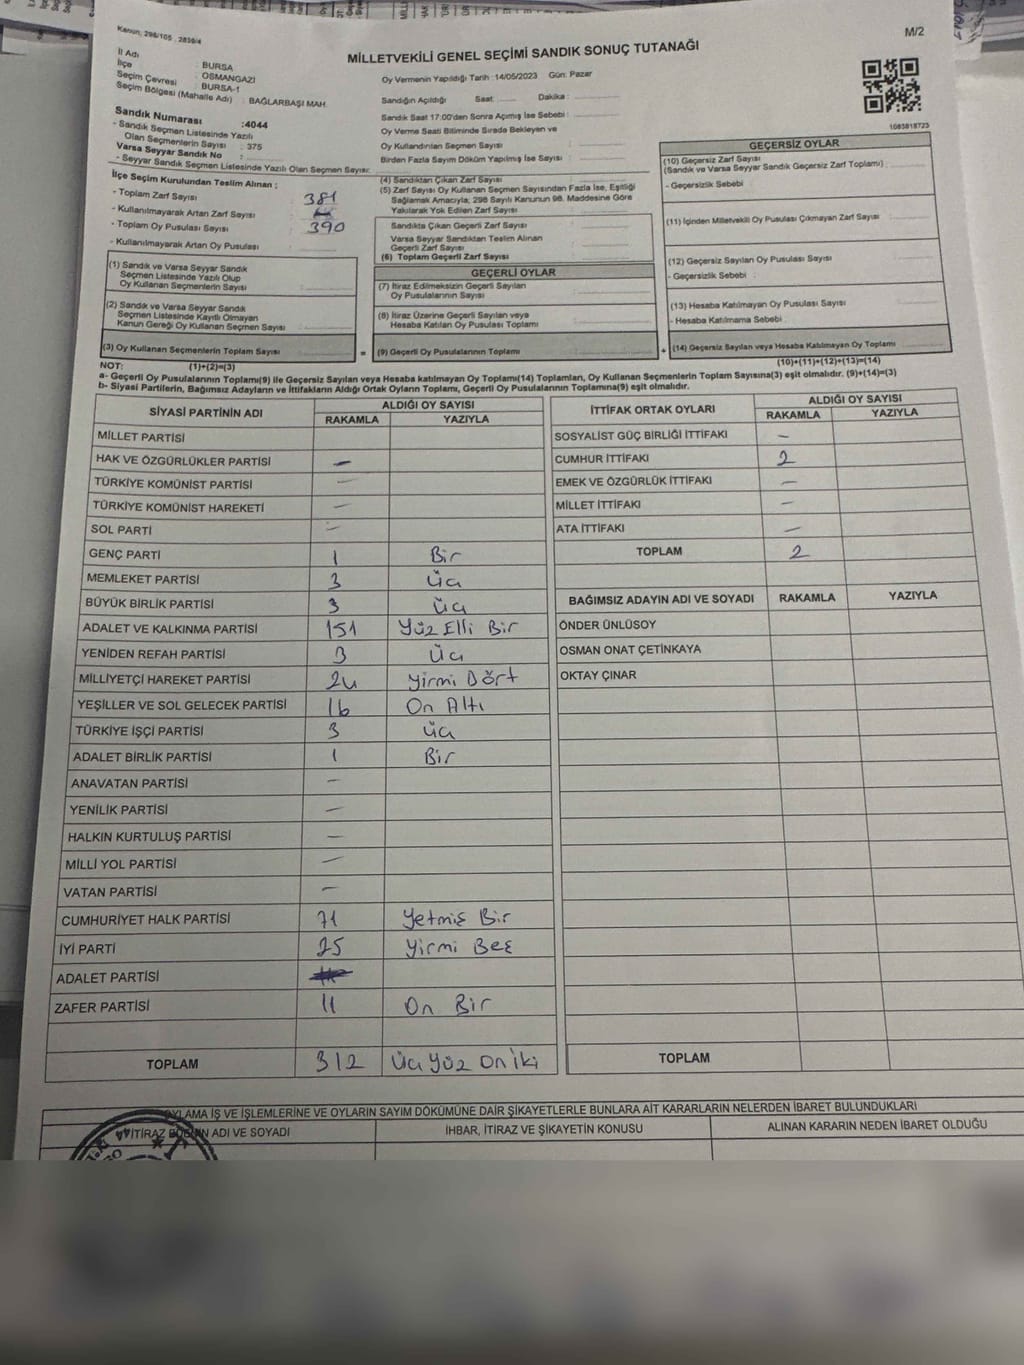 Kanun, 298/105, 2839/4
M/2
MİLLETVEKİLİ GENEL SEÇİMİ SANDIK SONUÇ TUTANAĞI
İl Adı : BURSA
İlçe : OSMANGAZİ
Seçim Çevresi : BURSA-1
Seçim Bölgesi (Mahalle Adı) : BAĞLARBAŞI MAH.
Sandık Numarası :4044
- Sandık Seçmen Listesinde Yazılı
Olan Seçmenlerin Sayısı : 375
Varsa Seyyar Sandık No :
- Seyyar Sandık Seçmen Listesinde Yazılı Olan Seçmen Sayısı:
İlçe Seçim Kurulundan Teslim Alınan ;
- Toplam Zarf Sayısı : 381
- Kullanılmayarak Artan Zarf Sayısı :
- Toplam Oy Pusulası Sayısı : 390
- Kullanılmayarak Artan Oy Pusulası :
Oy Vermenin Yapıldığı Tarih :14/05/2023 Gün: Pazar
Sandığın Açıldığı Saat: Dakika :
Sandık Saat 17:00'den Sonra Açılmış İse Sebebi :
Oy Verme Saati Bitiminde Sırada Bekleyen ve
Oy Kullandırılan Seçmen Sayısı :
Birden Fazla Sayım Döküm Yapılmış İse Sayısı :
(4) Sandıktan Çıkan Zarf Sayısı :
(5) Zarf Sayısı Oy Kullanan Seçmen Sayısından Fazla İse, Eşitliği
Sağlamak Amacıyla; 298 Sayılı Kanunun 98. Maddesine Göre
Yakılarak Yok Edilen Zarf Sayısı :
Sandıkta Çıkan Geçerli Zarf Sayısı :
Varsa Seyyar Sandıktan Teslim Alınan
Geçerli Zarf Sayısı :
(6) Toplam Geçerli Zarf Sayısı :
1083818723
GEÇERSİZ OYLAR
(10) Geçersiz Zarf Sayısı
(Sandık ve Varsa Seyyar Sandık Geçersiz Zarf Toplamı) :
- Geçersizlik Sebebi :
(11) İçinden Milletvekili Oy Pusulası Çıkmayan Zarf Sayısı :
(12) Geçersiz Sayılan Oy Pusulası Sayısı :
- Geçersizlik Sebebi :
(13) Hesaba Katılmayan Oy Pusulası Sayısı :
- Hesaba Katılmama Sebebi :
(14) Geçersiz Sayılan veya Hesaba Katılmayan Oy Toplamı :
(10)+(11)+(12)+(13)=(14)
(1) Sandık ve Varsa Seyyar Sandık
Seçmen Listesinde Yazılı Olup
Oy Kullanan Seçmenlerin Sayısı :
(2) Sandık ve Varsa Seyyar Sandık
Seçmen Listesinde Kayıtlı Olmayan
Kanun Gereği Oy Kullanan Seçmen Sayısı :
(3) Oy Kullanan Seçmenlerin Toplam Sayısı : =
GEÇERLİ OYLAR
(7) İtiraz Edilmeksizin Geçerli Sayılan
Oy Pusulalarının Sayısı :
(8) İtiraz Üzerine Geçerli Sayılan veya
Hesaba Katılan Oy Pusulası Toplamı :
(9) Geçerli Oy Pusulalarının Toplamı : +
NOT: (1)+(2)=(3)
a- Geçerli Oy Pusulalarının Toplamı(9) ile Geçersiz Sayılan veya Hesaba katılmayan Oy Toplamı(14) Toplamları, Oy Kullanan Seçmenlerin Toplam Sayısına(3) eşit olmalıdır. (9)+(14)=(3)
b- Siyasi Partilerin, Bağımsız Adayların ve İttifakların Aldığı Ortak Oyların Toplamı, Geçerli Oy Pusulalarının Toplamına(9) eşit olmalıdır.
SİYASİ PARTİNİN ADI ALDIĞI OY SAYISI
RAKAMLA YAZIYLA
MİLLET PARTİSİ
HAK VE ÖZGÜRLÜKLER PARTİSİ -
TÜRKİYE KOMÜNİST PARTİSİ -
TÜRKİYE KOMÜNİST HAREKETİ -
SOL PARTİ -
GENÇ PARTİ 1 Bir
MEMLEKET PARTİSİ 3 Üç
BÜYÜK BİRLİK PARTİSİ 3 Üç
ADALET VE KALKINMA PARTİSİ 151 Yüz Elli Bir
YENİDEN REFAH PARTİSİ 3 Üç
MİLLİYETÇİ HAREKET PARTİSİ 24 Yirmi Dört
YEŞİLLER VE SOL GELECEK PARTİSİ 16 On Altı
TÜRKİYE İŞÇİ PARTİSİ 3 Üç
ADALET BİRLİK PARTİSİ 1 Bir
ANAVATAN PARTİSİ -
YENİLİK PARTİSİ -
HALKIN KURTULUŞ PARTİSİ -
MİLLİ YOL PARTİSİ -
VATAN PARTİSİ -
CUMHURİYET HALK PARTİSİ 71 Yetmiş Bir
İYİ PARTİ 25 Yirmi Beş
ADALET PARTİSİ
ZAFER PARTİSİ 11 On Bir
TOPLAM 312 Üç Yüz On iki
İTTİFAK ORTAK OYLARI ALDIĞI OY SAYISI
RAKAMLA YAZIYLA
SOSYALİST GÜÇ BİRLİĞİ İTTİFAKI -
CUMHUR İTTİFAKI 2
EMEK VE ÖZGÜRLÜK İTTİFAKI -
MİLLET İTTİFAKI -
ATA İTTİFAKI -
TOPLAM 2
BAĞIMSIZ ADAYIN ADI VE SOYADI RAKAMLA YAZIYLA
ÖNDER ÜNLÜSOY
OSMAN ONAT ÇETİNKAYA
OKTAY ÇINAR
TOPLAM
OYLAMA İŞ VE İŞLEMLERİNE VE OYLARIN SAYIM DÖKÜMÜNE DAİR ŞİKAYETLERLE BUNLARA AİT KARARLARIN NELERDEN İBARET BULUNDUKLARI
İTİRAZ EDENİN ADI VE SOYADI İHBAR, İTİRAZ VE ŞİKAYETİN KONUSU ALINAN KARARIN NEDEN İBARET OLDUĞU